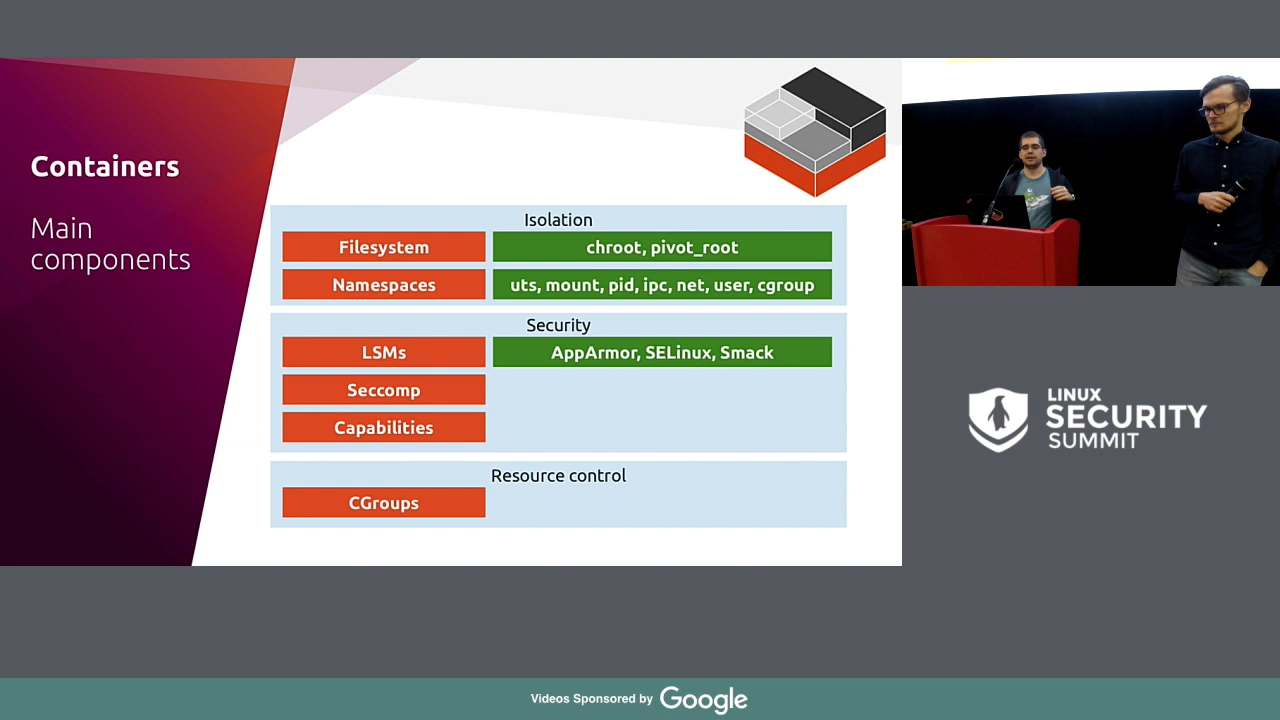 Containers
Main
components
Isolation
Filesystem
chroot, pivot_root
Namespaces
uts, mount, pid, ipc, net, user, cgroup
Security
LSMs
AppArmor, SELinux, Smack
Seccomp
Capabilities
Resource control
CGroups
LINUX
SECURITY
SUMMIT
Videos Sponsored by Google